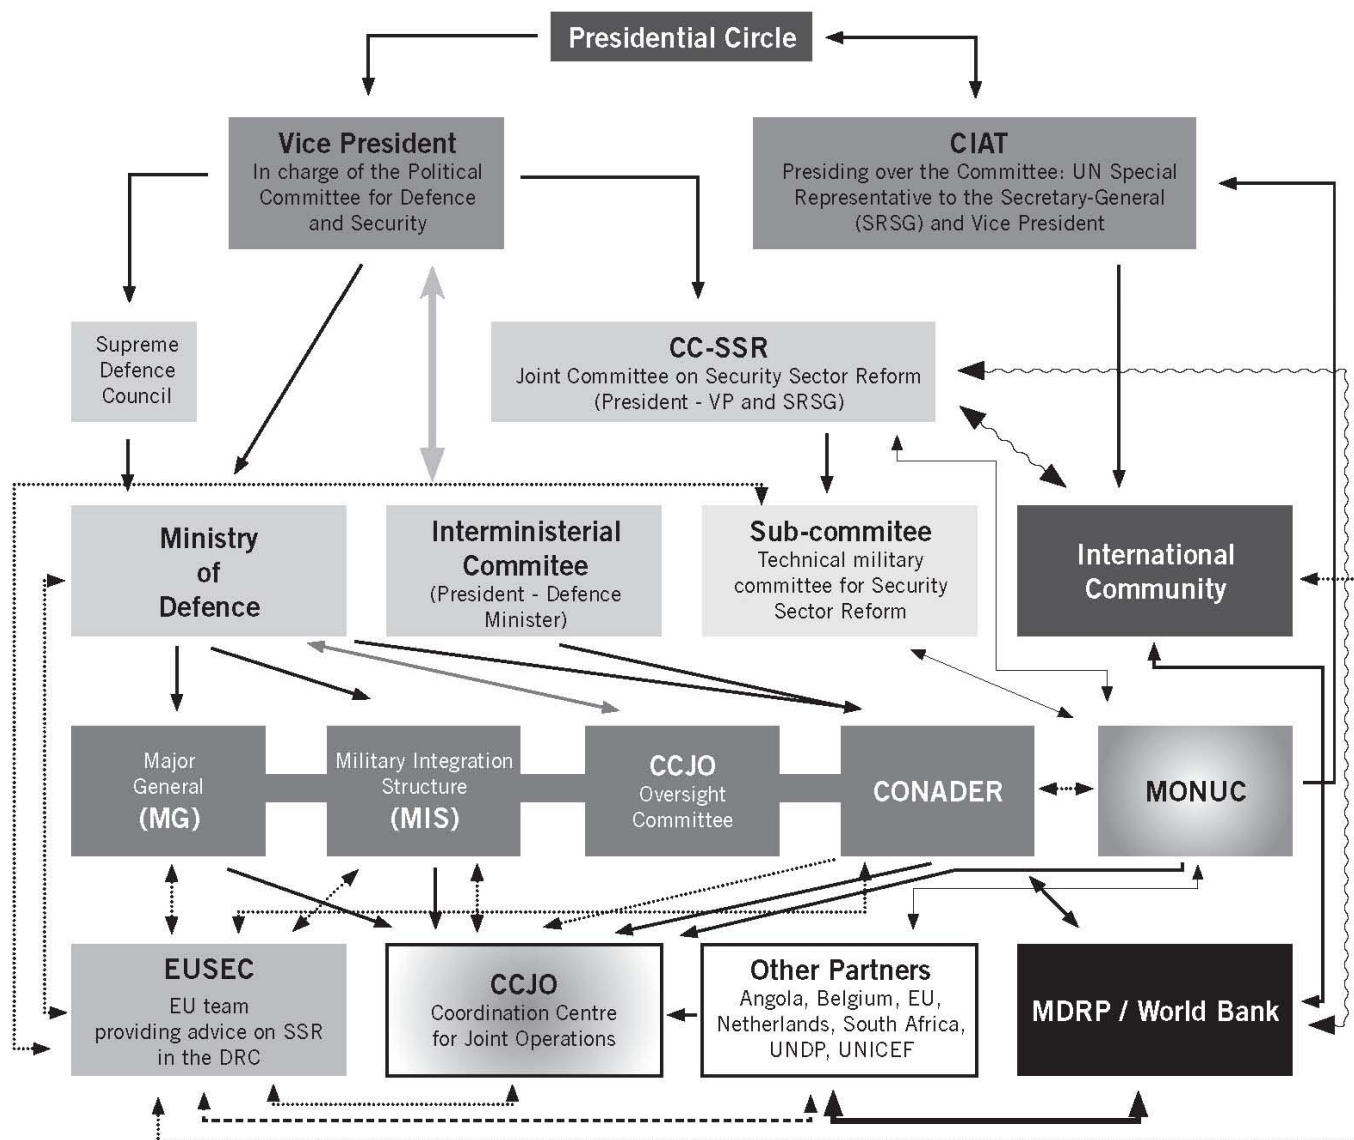 Presidential Circle
Vice President
In charge of the Political
Committee for Defence
and Security
CIAT
Presiding over the Committee: UN Special
Representative to the Secretary-General
(SRSG) and Vice President
Supreme
Defence
Council
CC-SSR
Joint Committee on Security Sector Reform
(President - VP and SRSG)
Ministry
of
Defence
Interministerial
Commitee
(President - Defence
Minister)
Sub-commitee
Technical military
committee for Security
Sector Reform
International
Community
Major
General
(MG)
Military Integration
Structure
(MIS)
CCJO
Oversight
Committee
CONADER
MONUC
EUSEC
EU team
providing advice on SSR
in the DRC
CCJO
Coordination Centre
for Joint Operations
Other Partners
Angola, Belgium, EU,
Netherlands, South Africa,
UNDP, UNICEF
MDRP / World Bank